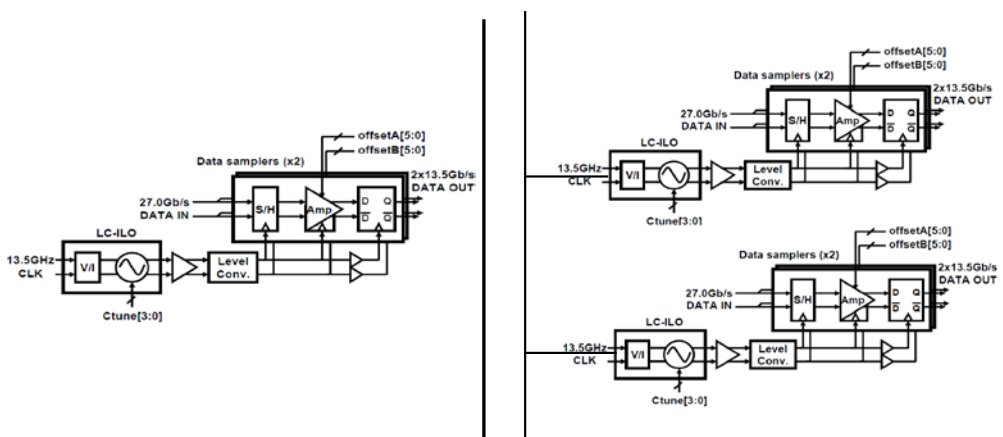 offsetA[5:0]
offsetB[5:0]
Data samplers (x2)
2x13.5Gb/s
DATA OUT
27.0Gb/s
DATA IN
S/H
Amp
D Q
D Q
LC-ILO
13.5GHz
CLK
V/I
Level
Conv.
Ctune[3:0]
offsetA[5:0]
offsetB[5:0]
Data samplers (x2)
2x13.5Gb/s
DATA OUT
27.0Gb/s
DATA IN
S/H
Amp
D Q
D Q
LC-ILO
13.5GHz
CLK
V/I
Level
Conv.
Ctune[3:0]
offsetA[5:0]
offsetB[5:0]
Data samplers (x2)
2x13.5Gb/s
DATA OUT
27.0Gb/s
DATA IN
S/H
Amp
D Q
D Q
LC-ILO
13.5GHz
CLK
V/I
Level
Conv.
Ctune[3:0]